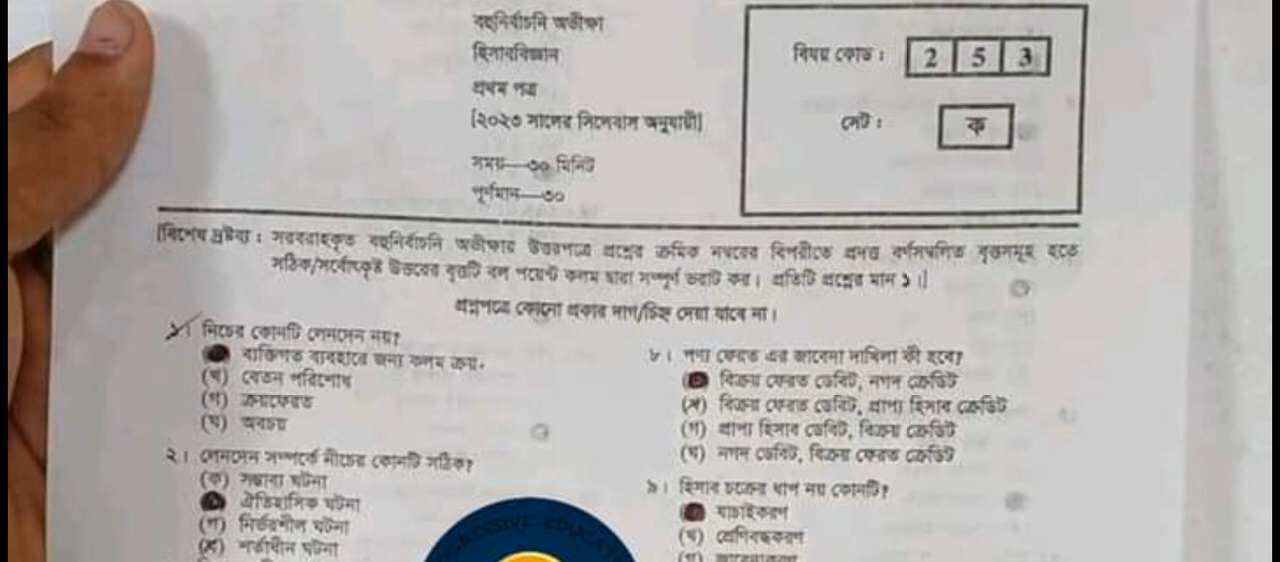 বহুনির্বাচনি অভীক্ষা
হিসাববিজ্ঞান
প্রথম পত্র
[২০২৩ সালের সিলেবাস অনুযায়ী]
সময়—৩০ মিনিট
পূর্ণমান—৩০
বিষয় কোড : 2 5 3
সেট : ক
[বিশেষ দ্রষ্টব্য : সরবরাহকৃত বহুনির্বাচনি অভীক্ষার উত্তরপত্রে প্রশ্নের ক্রমিক নম্বরের বিপরীতে প্রদত্ত বর্ণসম্বলিত বৃত্তসমূহ হতে
সঠিক/সর্বোৎকৃষ্ট উত্তরের বৃত্তটি বল পয়েন্ট কলম দ্বারা সম্পূর্ণ ভরাট কর। প্রতিটি প্রশ্নের মান ১।]
প্রশ্নপত্রে কোনো প্রকার দাগ/চিহ্ন দেয়া যাবে না।
১। নিচের কোনটি লেনদেন নয়?
ব্যক্তিগত ব্যবহারের জন্য কলম ক্রয়।
(খ) বেতন পরিশোধ
(গ) ক্রয়ফেরত
(ঘ) অবচয়
২। লেনদেন সম্পর্কে নীচের কোনটি সঠিক?
(ক) সম্ভাব্য ঘটনা
ঐতিহাসিক ঘটনা
(গ) নির্ভরশীল ঘটনা
(ঘ) শর্তাধীন ঘটনা
৮। পণ্য ফেরত এর জাবেদা দাখিলা কী হবে?
বিক্রয় ফেরত ডেবিট, নগদ ক্রেডিট
(খ) বিক্রয় ফেরত ডেবিট, প্রাপ্য হিসাব ক্রেডিট
(গ) প্রাপ্য হিসাব ডেবিট, বিক্রয় ক্রেডিট
(ঘ) নগদ ডেবিট, বিক্রয় ফেরত ক্রেডিট
৯। হিসাব চক্রের ধাপ নয় কোনটি?
যাচাইকরণ
(খ) শ্রেণিবদ্ধকরণ
(গ) জাবেদাকরণ